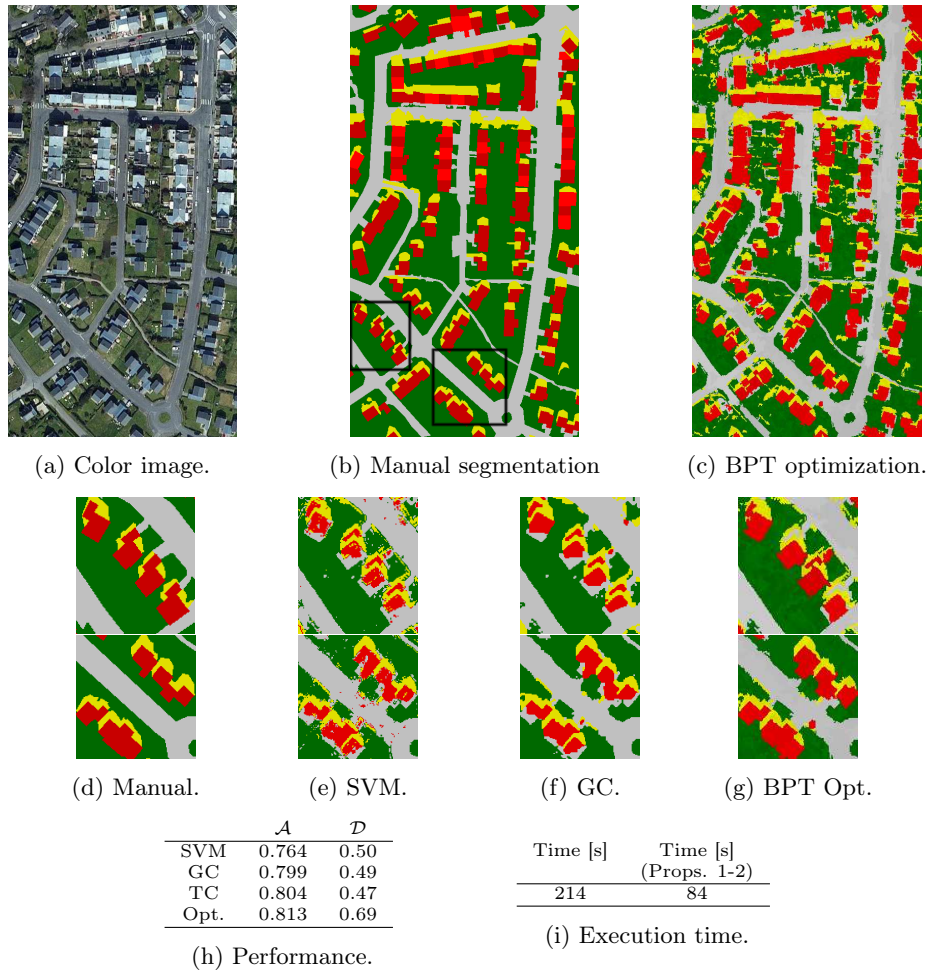 (a) Color image.
(b) Manual segmentation
(c) BPT optimization.
(d) Manual.
(e) SVM.
(f) GC.
(g) BPT Opt.
𝒜 𝒟
SVM 0.764 0.50
GC 0.799 0.49
TC 0.804 0.47
Opt. 0.813 0.69
(h) Performance.
Time [s] Time [s]
(Props. 1-2)
214 84
(i) Execution time.